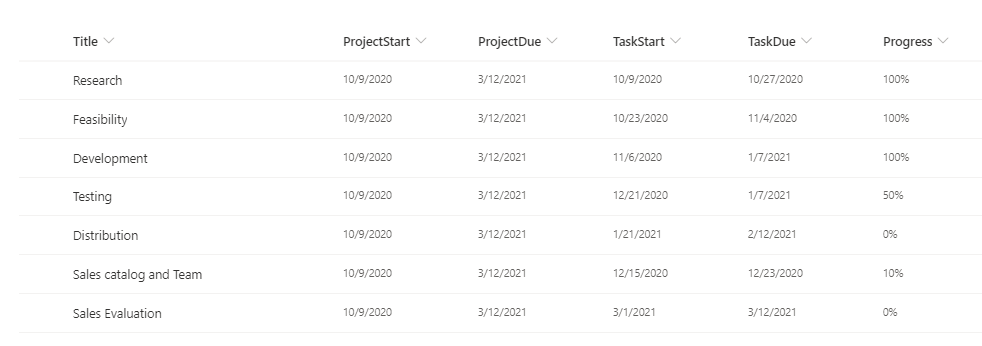 Title ProjectStart ProjectDue TaskStart TaskDue Progress
Research 10/9/2020 3/12/2021 10/9/2020 10/27/2020 100%
Feasibility 10/9/2020 3/12/2021 10/23/2020 11/4/2020 100%
Development 10/9/2020 3/12/2021 11/6/2020 1/7/2021 100%
Testing 10/9/2020 3/12/2021 12/21/2020 1/7/2021 50%
Distribution 10/9/2020 3/12/2021 1/21/2021 2/12/2021 0%
Sales catalog and Team 10/9/2020 3/12/2021 12/15/2020 12/23/2020 10%
Sales Evaluation 10/9/2020 3/12/2021 3/1/2021 3/12/2021 0%